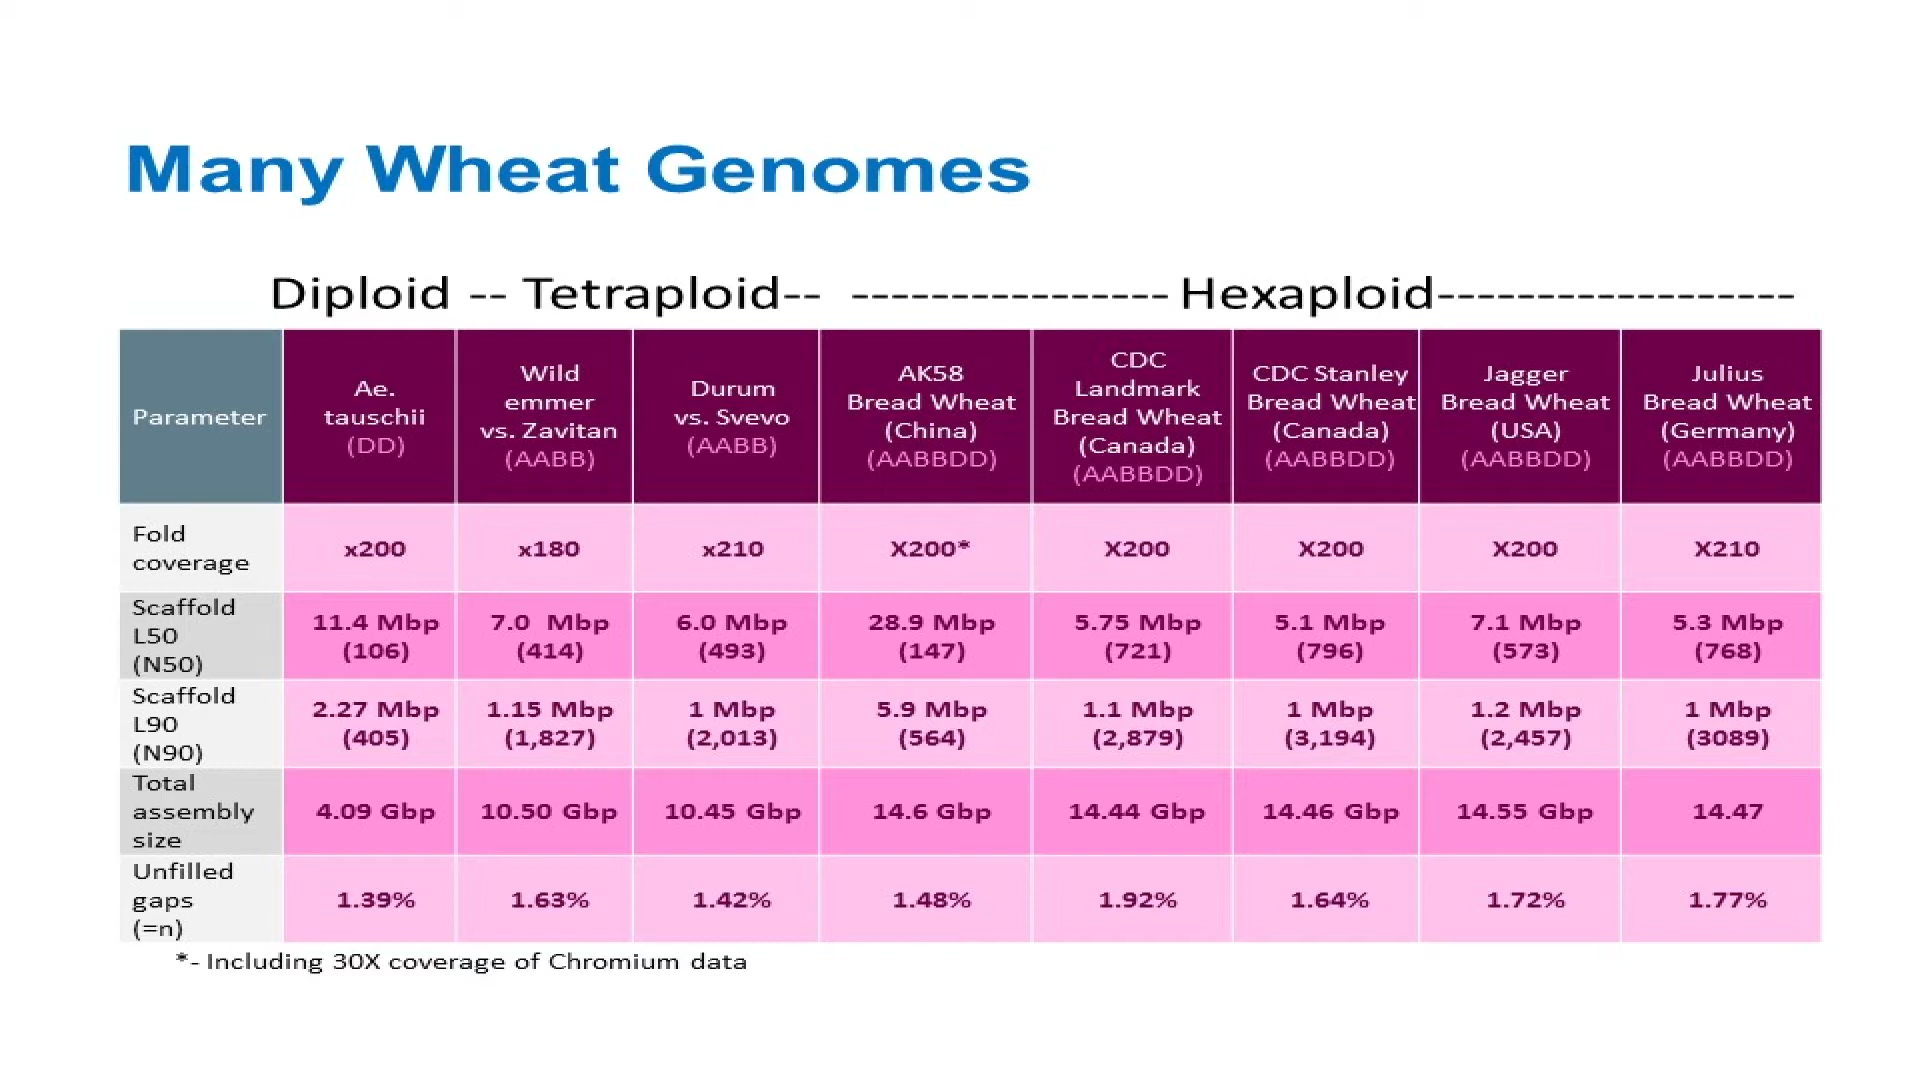 Many Wheat Genomes
Diploid -- Tetraploid-- ----------------Hexaploid------------------
Parameter
Ae.
tauschii
(DD)
Wild
emmer
vs. Zavitan
(AABB)
Durum
vs. Svevo
(AABB)
AK58
Bread Wheat
(China)
(AABBDD)
CDC
Landmark
Bread Wheat
(Canada)
(AABBDD)
CDC Stanley
Bread Wheat
(Canada)
(AABBDD)
Jagger
Bread Wheat
(USA)
(AABBDD)
Julius
Bread Wheat
(Germany)
(AABBDD)
Fold
coverage
x200
x180
x210
X200*
X200
X200
X200
X210
Scaffold
L50
(N50)
11.4 Mbp
(106)
7.0 Mbp
(414)
6.0 Mbp
(493)
28.9 Mbp
(147)
5.75 Mbp
(721)
5.1 Mbp
(796)
7.1 Mbp
(573)
5.3 Mbp
(768)
Scaffold
L90
(N90)
2.27 Mbp
(405)
1.15 Mbp
(1,827)
1 Mbp
(2,013)
5.9 Mbp
(564)
1.1 Mbp
(2,879)
1 Mbp
(3,194)
1.2 Mbp
(2,457)
1 Mbp
(3089)
Total
assembly
size
4.09 Gbp
10.50 Gbp
10.45 Gbp
14.6 Gbp
14.44 Gbp
14.46 Gbp
14.55 Gbp
14.47
Unfilled
gaps
(=n)
1.39%
1.63%
1.42%
1.48%
1.92%
1.64%
1.72%
1.77%
*- Including 30X coverage of Chromium data